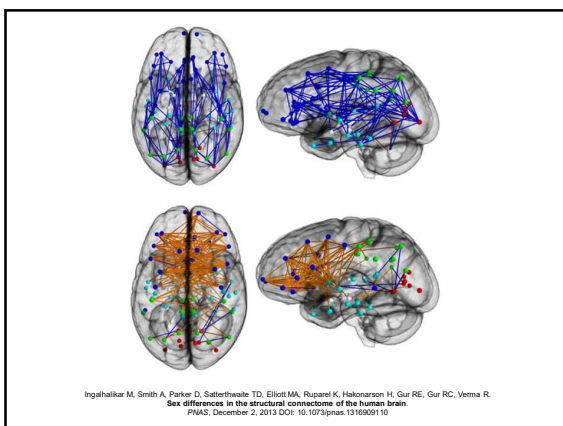 Ingalhalikar M, Smith A, Parker D, Satterthwaite TD, Elliott MA, Ruparel K, Hakonarson H, Gur RE, Gur RC, Verma R.
Sex differences in the structural connectome of the human brain.
PNAS, December 2, 2013 DOI: 10.1073/pnas.1316909110